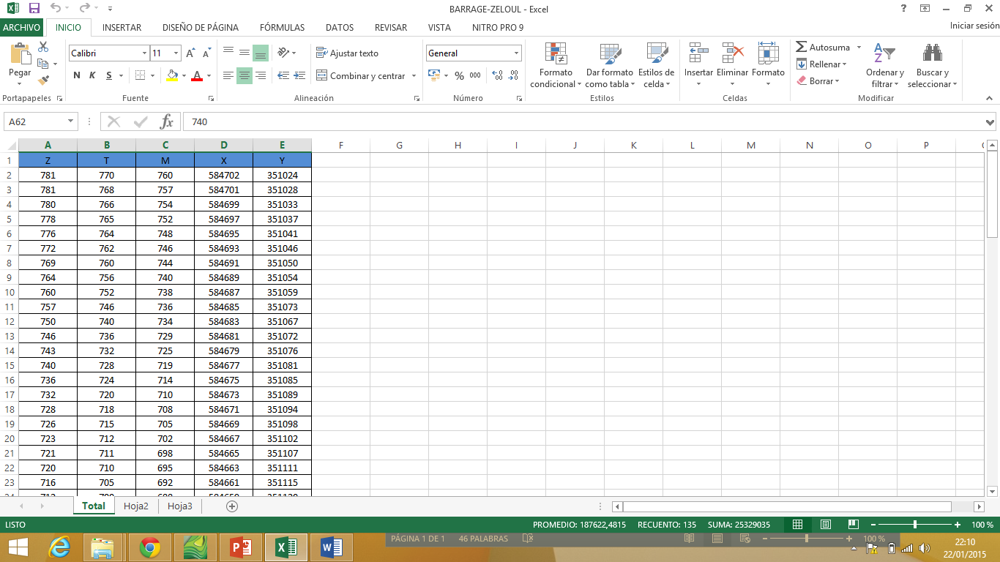 BARRAGE-ZELOUL - Excel
ARCHIVO INICIO INSERTAR DISEÑO DE PÁGINA FÓRMULAS DATOS REVISAR VISTA NITRO PRO 9 Iniciar sesión
Pegar
Portapapeles
Calibri 11
N K S
Fuente
Ajustar texto
Combinar y centrar
Alineación
General
% 000
Número
Formato condicional
Dar formato como tabla
Estilos de celda
Estilos
Insertar Eliminar Formato
Celdas
Autosuma
Rellenar
Borrar
Ordenar y filtrar
Buscar y seleccionar
Modificar
A62 fx 740
A B C D E F G H I J K L M N O P
1 Z T M X Y
2 781 770 760 584702 351024
3 781 768 757 584701 351028
4 780 766 754 584699 351033
5 778 765 752 584697 351037
6 776 764 748 584695 351041
7 772 762 746 584693 351046
8 769 760 744 584691 351050
9 764 756 740 584689 351054
10 760 752 738 584687 351059
11 757 746 736 584685 351073
12 750 740 734 584683 351067
13 746 736 729 584681 351072
14 743 732 725 584679 351076
15 740 728 719 584677 351081
16 736 724 714 584675 351085
17 732 720 710 584673 351089
18 728 718 708 584671 351094
19 726 715 705 584669 351098
20 723 712 702 584667 351102
21 721 711 698 584665 351107
22 720 710 695 584663 351111
23 716 705 692 584661 351115
Total Hoja2 Hoja3
LISTO PROMEDIO: 187622,4815 RECUENTO: 135 SUMA: 25329035 100 %
PÁGINA 1 DE 1 46 PALABRAS 100 %
22:10
22/01/2015